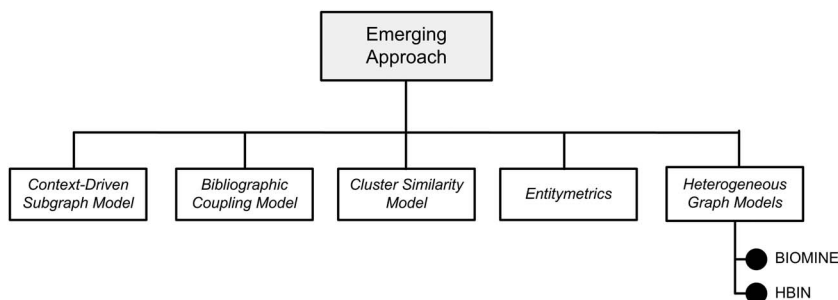 Emerging
Approach
Context-Driven
Subgraph Model
Bibliographic
Coupling Model
Cluster Similarity
Model
Entitymetrics
Heterogeneous
Graph Models
BIOMINE
HBIN